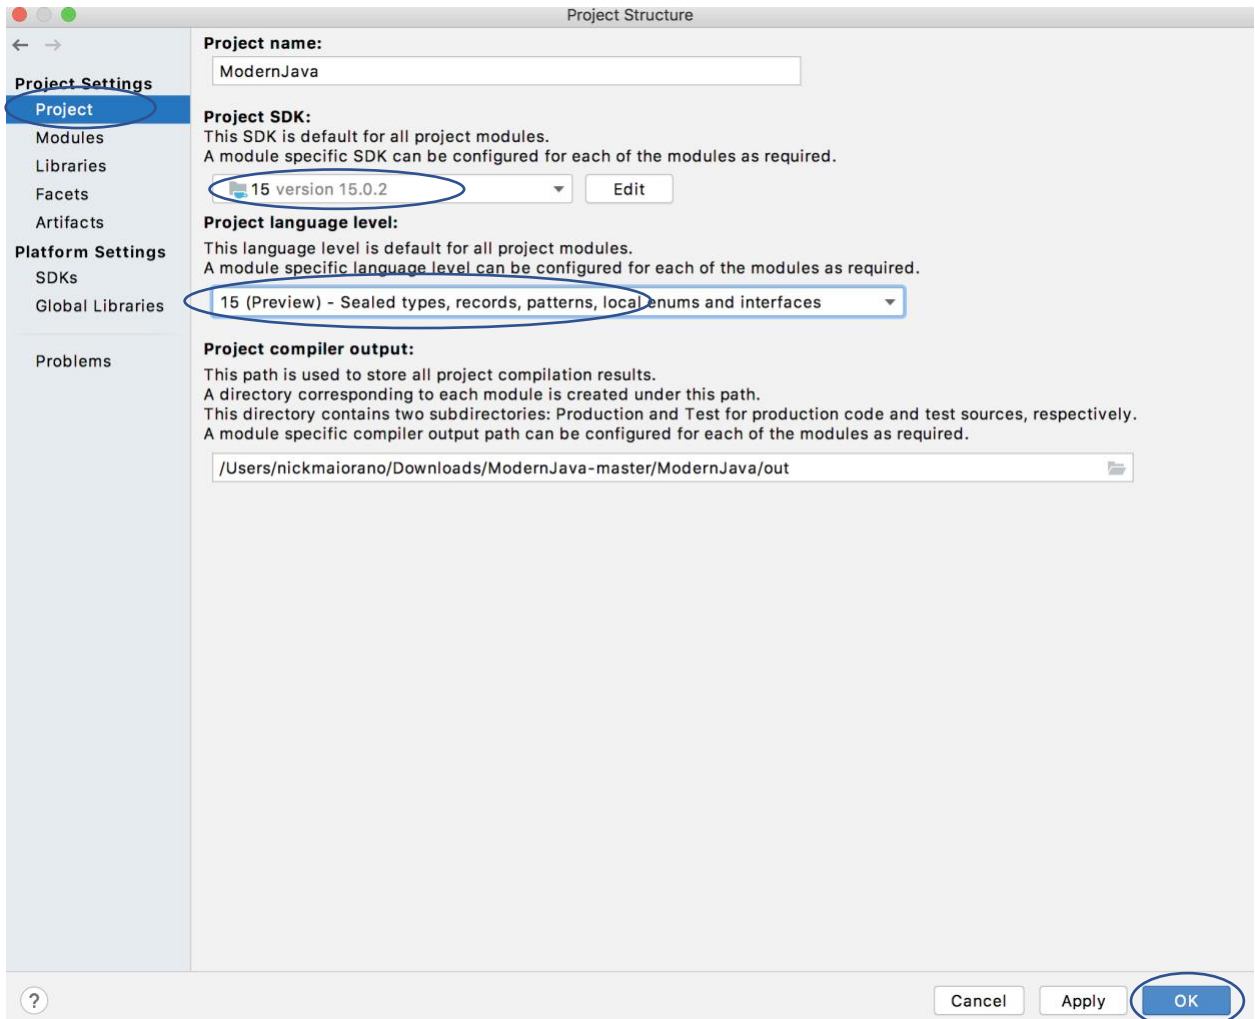 Project Structure
Project Settings
Project
Modules
Libraries
Facets
Artifacts
Platform Settings
SDKs
Global Libraries
Problems
Project name:
ModernJava
Project SDK:
This SDK is default for all project modules.
A module specific SDK can be configured for each of the modules as required.
15 version 15.0.2
Edit
Project language level:
This language level is default for all project modules.
A module specific language level can be configured for each of the modules as required.
15 (Preview) - Sealed types, records, patterns, local enums and interfaces
Project compiler output:
This path is used to store all project compilation results.
A directory corresponding to each module is created under this path.
This directory contains two subdirectories: Production and Test for production code and test sources, respectively.
A module specific compiler output path can be configured for each of the modules as required.
/Users/nickmaiorano/Downloads/ModernJava-master/ModernJava/out
?
Cancel
Apply
OK